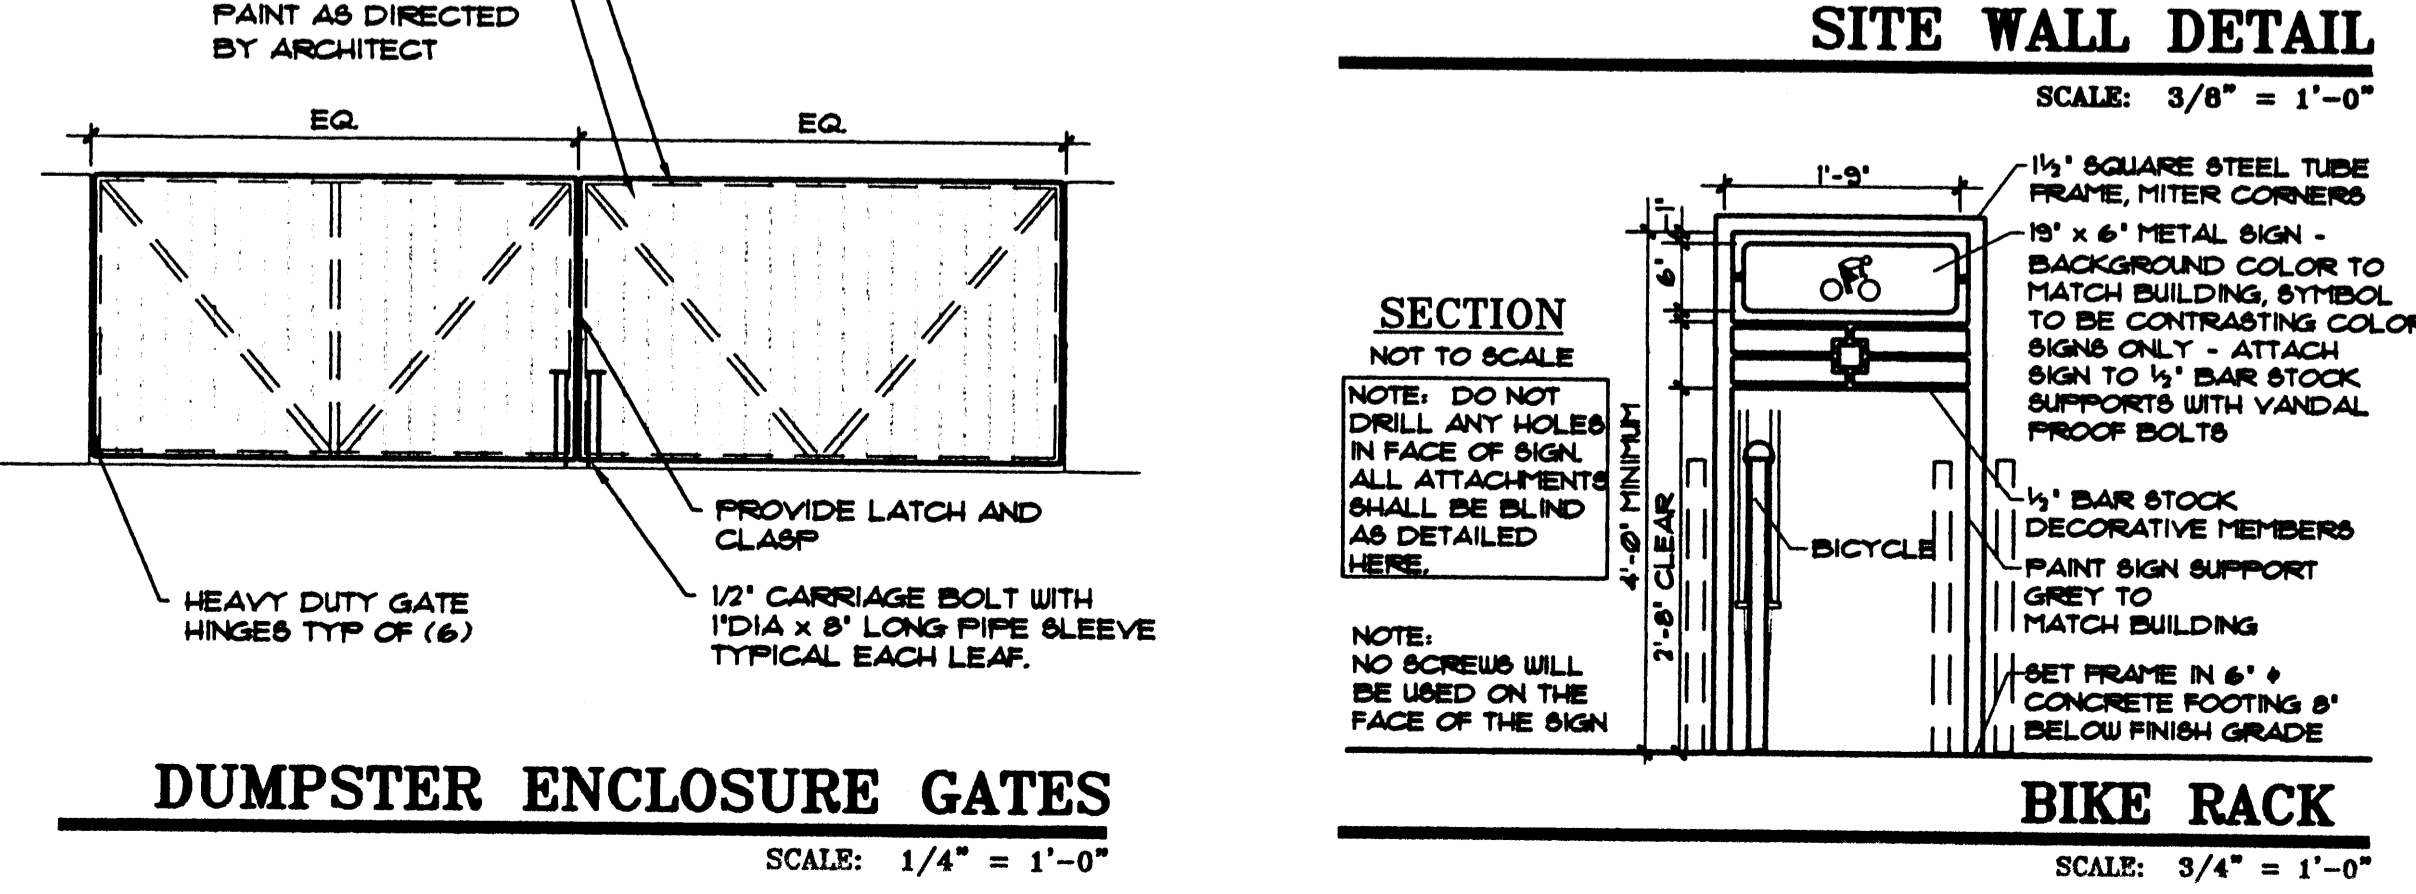 PAINT AS DIRECTED
BY ARCHITECT
EQ.
EQ.
PROVIDE LATCH AND
CLASP
HEAVY DUTY GATE
HINGES TYP OF (6)
1/2" CARRIAGE BOLT WITH
1"DIA x 8" LONG PIPE SLEEVE
TYPICAL EACH LEAF.
DUMPSTER ENCLOSURE GATES
SCALE: 1/4" = 1'-0"
SITE WALL DETAIL
SCALE: 3/8" = 1'-0"
SECTION
NOT TO SCALE
NOTE: DO NOT
DRILL ANY HOLES
IN FACE OF SIGN.
ALL ATTACHMENTS
SHALL BE BLIND
AS DETAILED
HERE.
NOTE:
NO SCREWS WILL
BE USED ON THE
FACE OF THE SIGN
1'-9"
1"
6"
4'-0" MINIMUM
2'-8" CLEAR
BICYCLE
1½" SQUARE STEEL TUBE
FRAME, MITER CORNERS
19" x 6" METAL SIGN -
BACKGROUND COLOR TO
MATCH BUILDING, SYMBOL
TO BE CONTRASTING COLOR
SIGNS ONLY - ATTACH
SIGN TO ½" BAR STOCK
SUPPORTS WITH VANDAL
PROOF BOLTS
½" BAR STOCK
DECORATIVE MEMBERS
PAINT SIGN SUPPORT
GREY TO
MATCH BUILDING
SET FRAME IN 6" ϕ
CONCRETE FOOTING 8"
BELOW FINISH GRADE
BIKE RACK
SCALE: 3/4" = 1'-0"